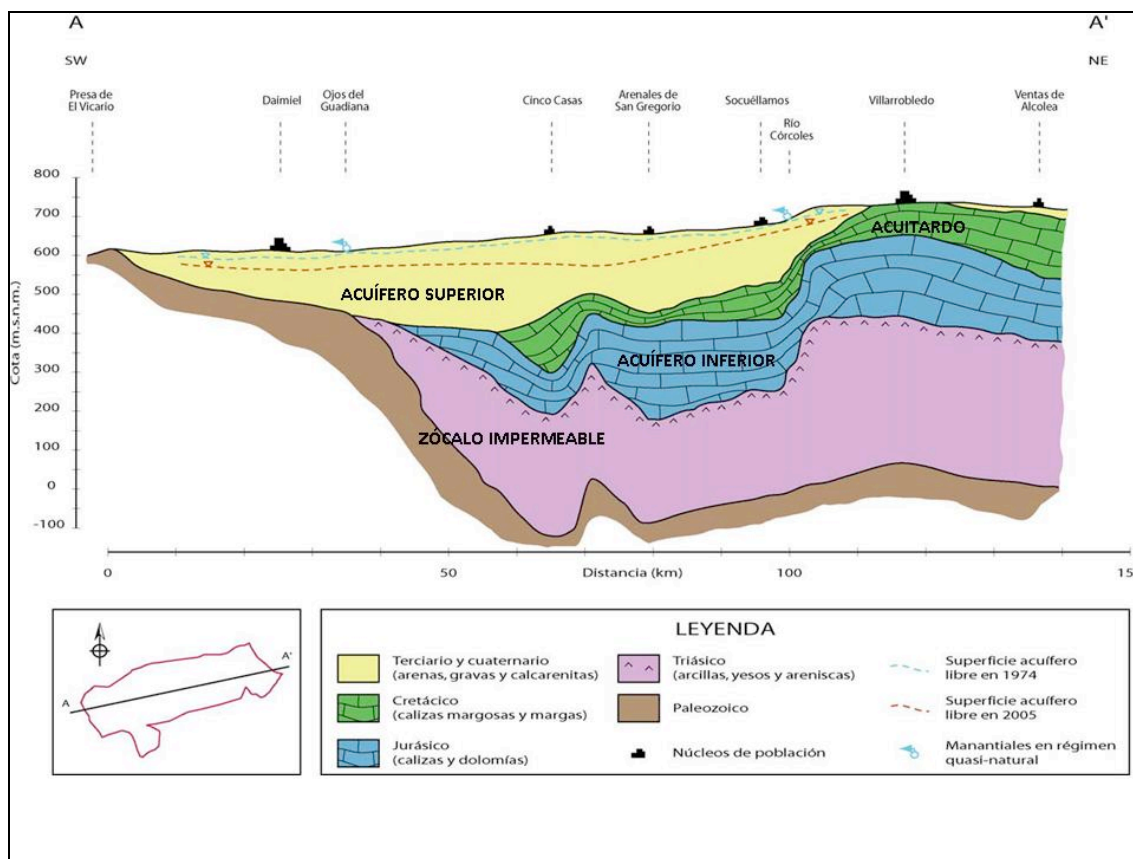 A
A'
SW
NE
Presa de
El Vicario
Daimiel
Ojos del
Guadiana
Cinco Casas
Arenales de
San Gregorio
Socuéllamos
Río
Córcoles
Villarrobledo
Ventas de
Alcolea
Cota (m.s.n.m.)
800
700
600
500
400
300
200
100
0
-100
ACUITARDO
ACUÍFERO SUPERIOR
ACUÍFERO INFERIOR
ZÓCALO IMPERMEABLE
0
50
Distancia (km)
100
15
A
A'
LEYENDA
Terciario y cuaternario
(arenas, gravas y calcarenitas)
Cretácico
(calizas margosas y margas)
Jurásico
(calizas y dolomías)
Triásico
(arcillas, yesos y areniscas)
Paleozoico
Núcleos de población
Superficie acuífero
libre en 1974
Superficie acuífero
libre en 2005
Manantiales en régimen
quasi-natural